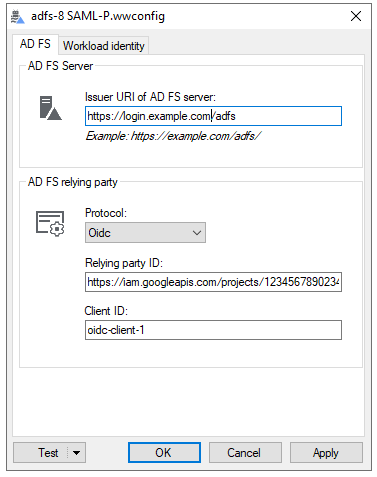 adfs-8 SAML-P.wwconfig
AD FS
Workload identity
AD FS Server
Issuer URI of AD FS server:
https://login.example.com/adfs
Example: https://example.com/adfs/
AD FS relying party
Protocol:
Oidc
Relying party ID:
https://iam.googleapis.com/projects/1234567890234
Client ID:
oidc-client-1
Test
OK
Cancel
Apply